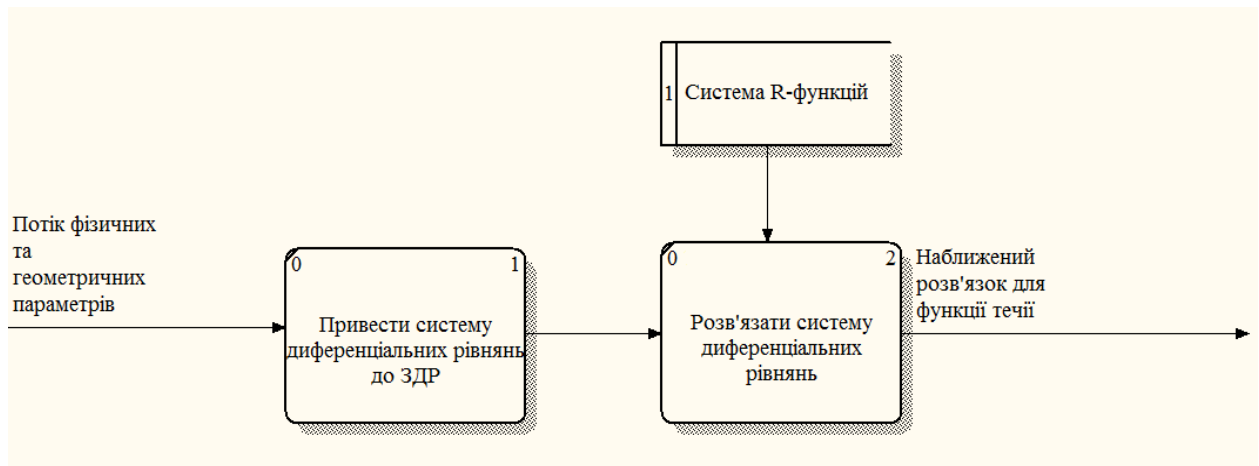 1 Система R-функцій
Потік фізичних
та
геометричних
параметрів
0 1
Привести систему
диференціальних рівнянь
до ЗДР
0 2
Розв'язати систему
диференціальних
рівнянь
Наближений
розв'язок для
функції течії